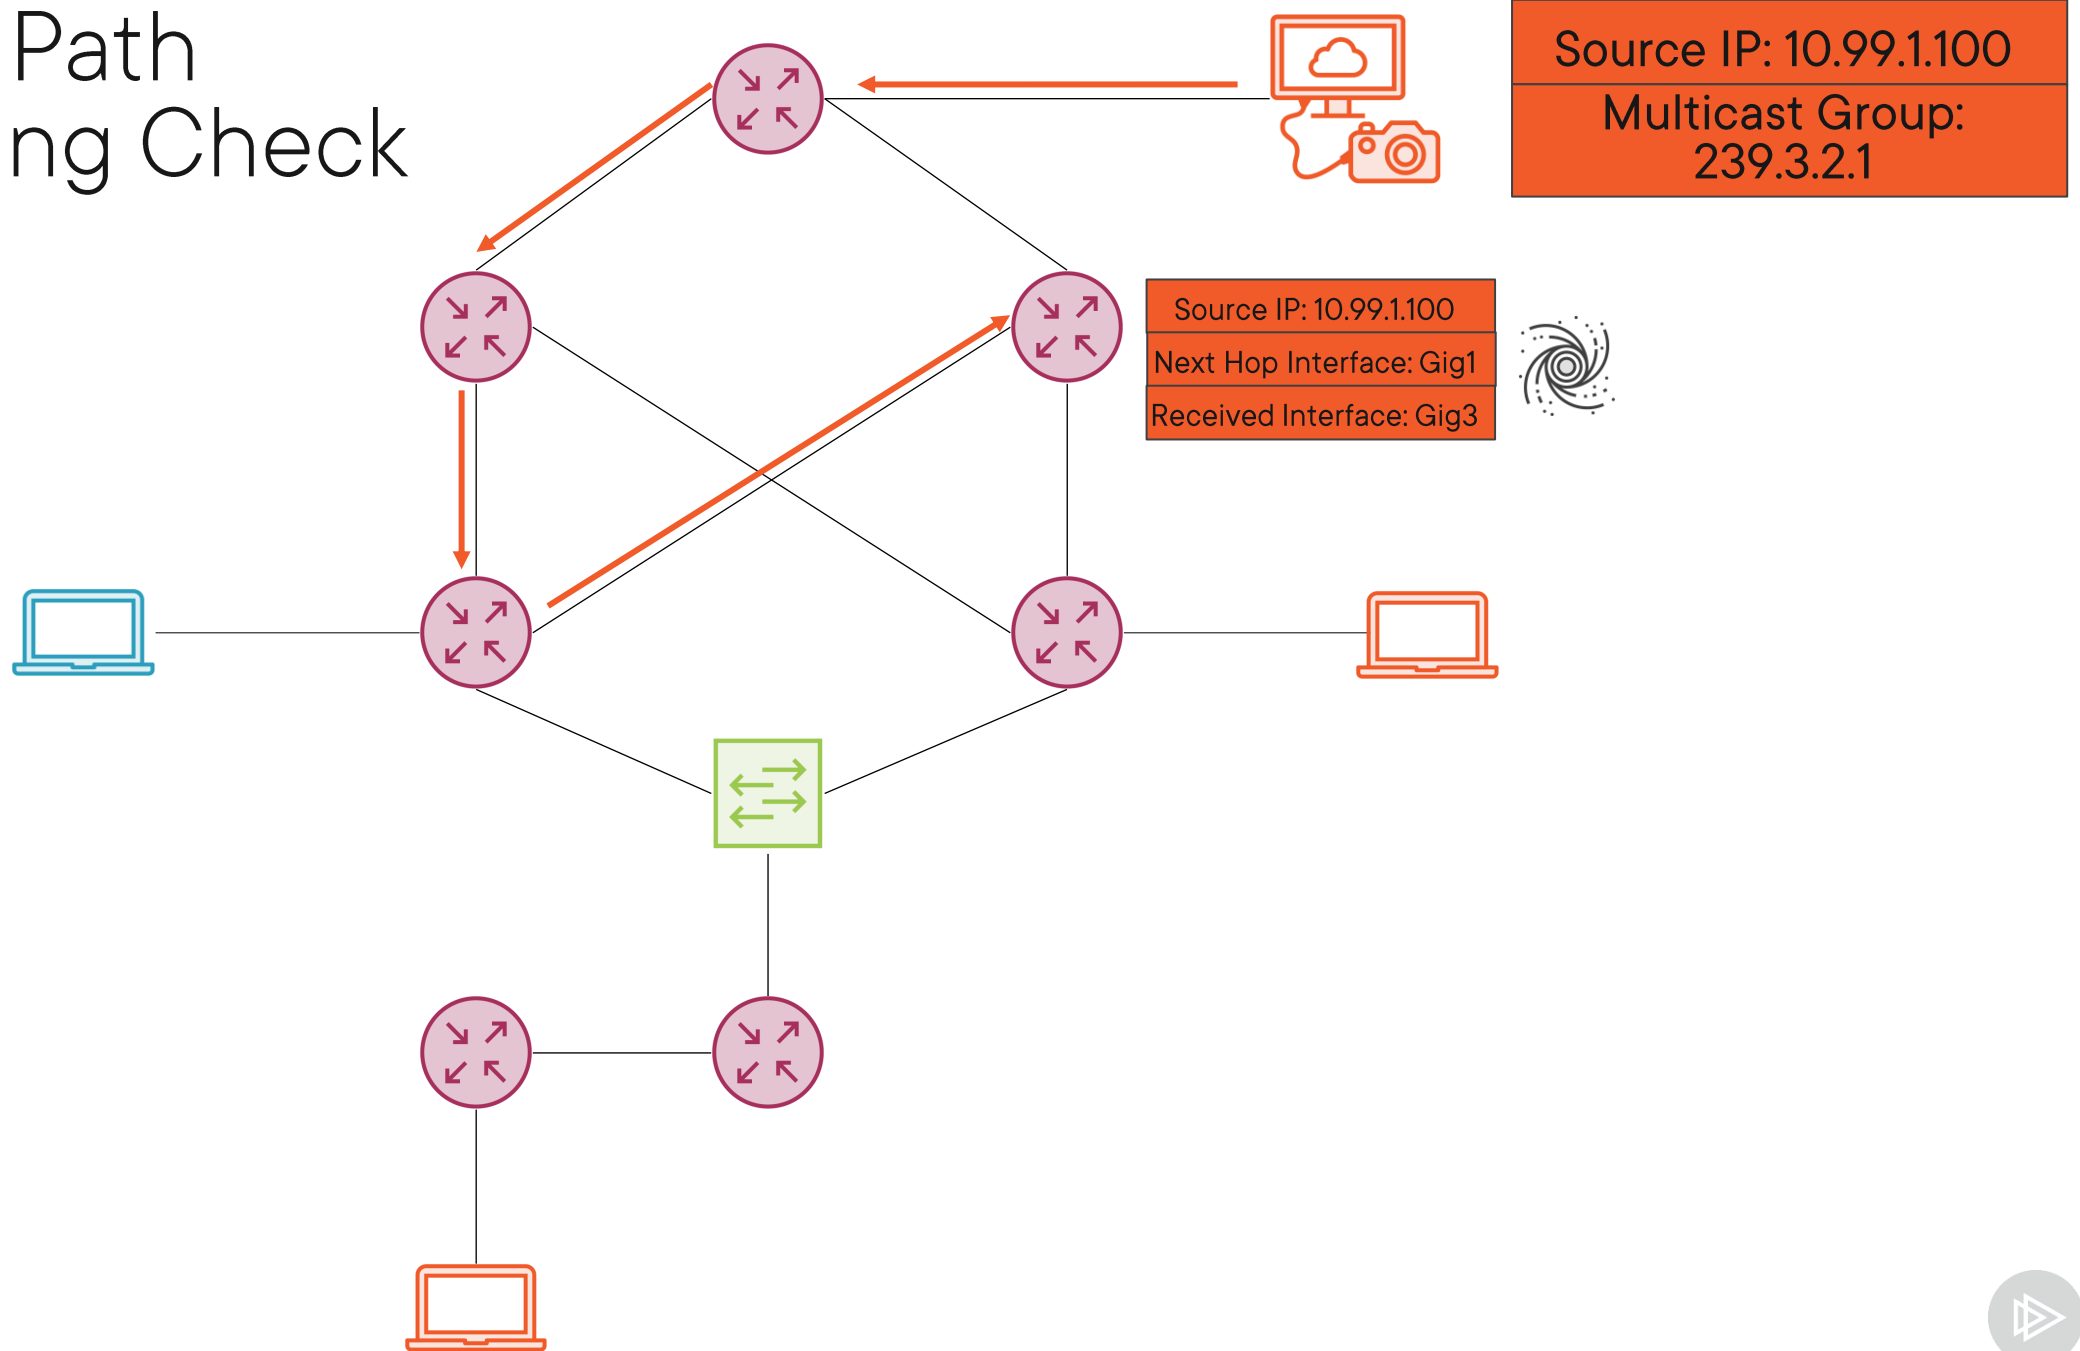 Path
ng Check
Source IP: 10.99.1.100
Multicast Group:
239.3.2.1
Source IP: 10.99.1.100
Next Hop Interface: Gig1
Received Interface: Gig3